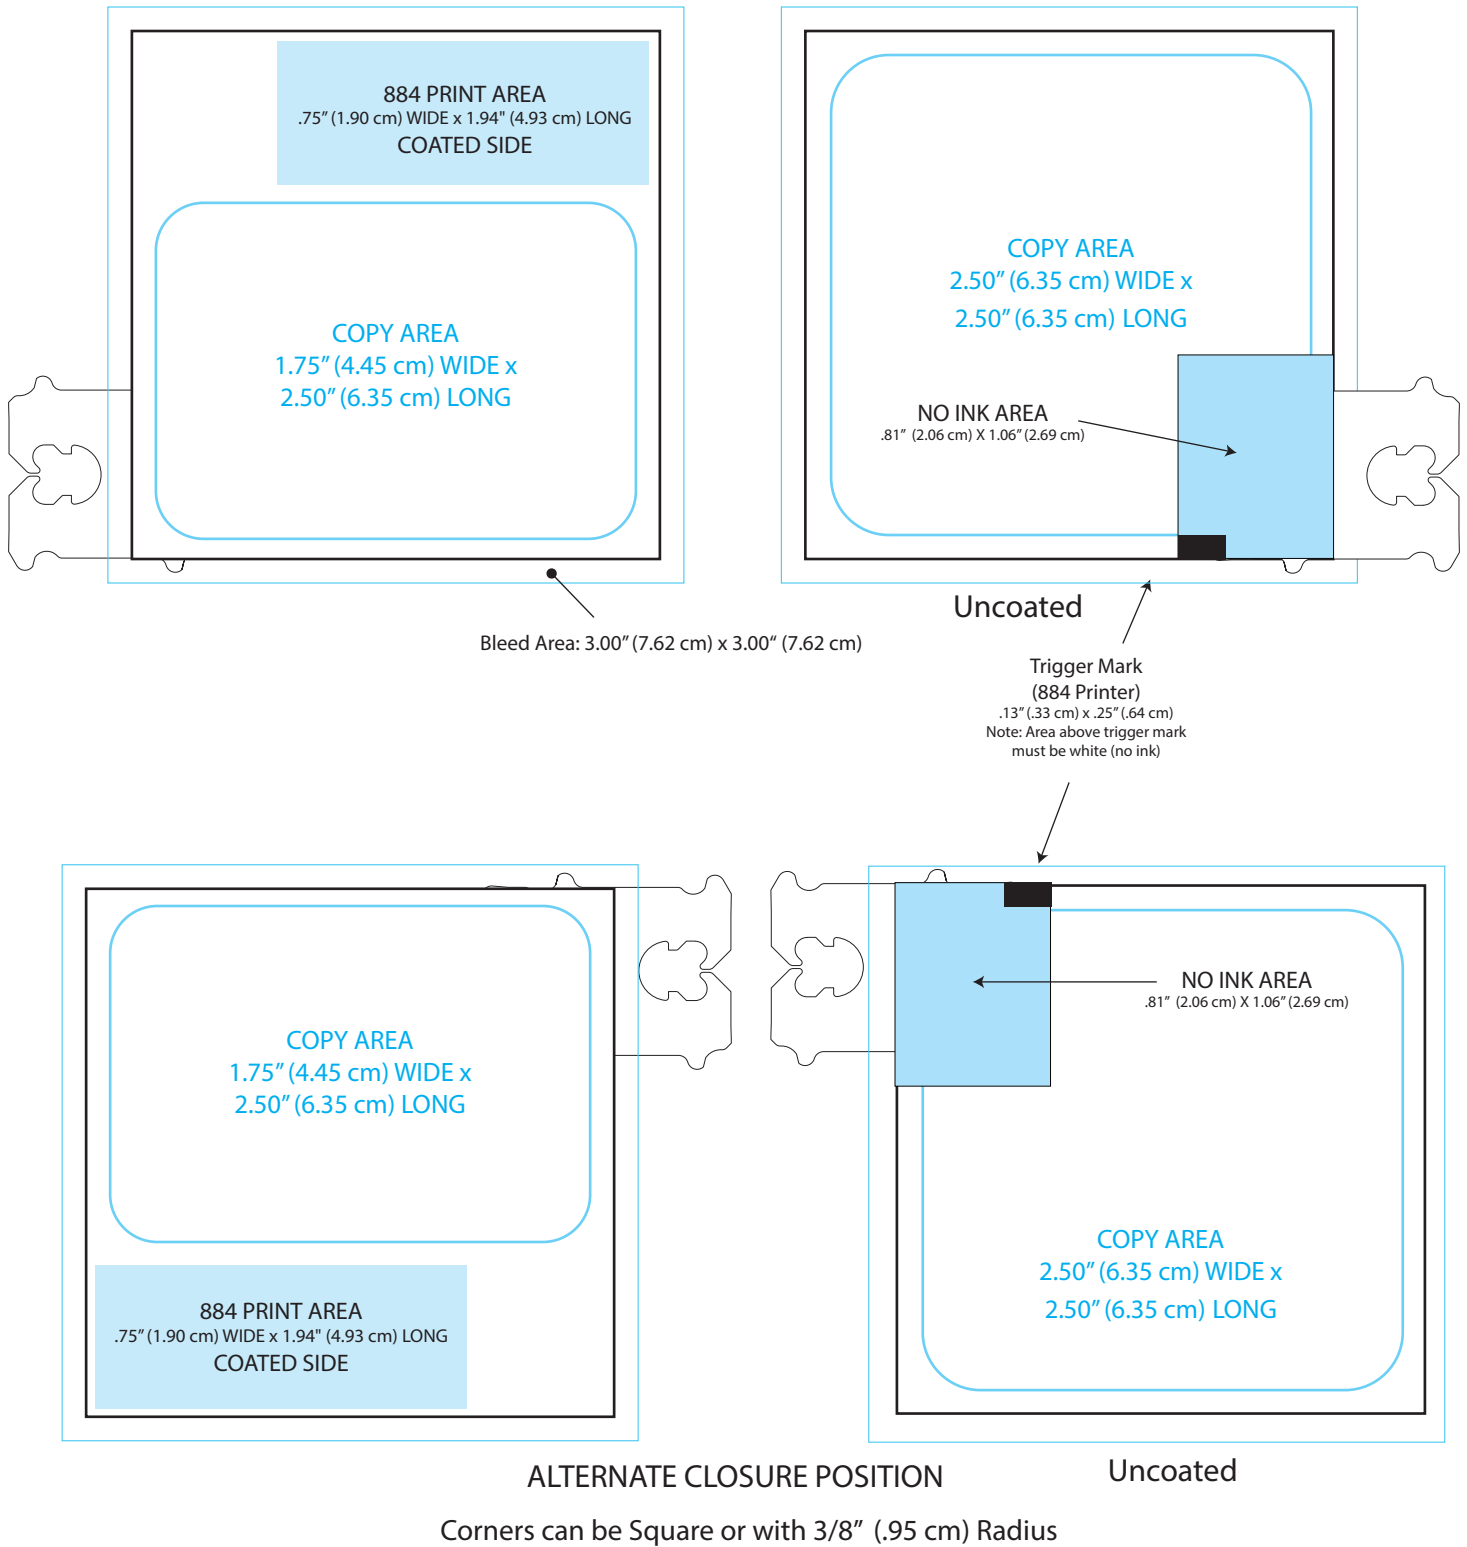 884 PRINT AREA
.75” (1.90 cm) WIDE x 1.94" (4.93 cm) LONG
COATED SIDE
COPY AREA
1.75” (4.45 cm) WIDE x
2.50” (6.35 cm) LONG
COPY AREA
2.50” (6.35 cm) WIDE x
2.50” (6.35 cm) LONG
NO INK AREA
.81” (2.06 cm) X 1.06” (2.69 cm)
Uncoated
Bleed Area: 3.00” (7.62 cm) x 3.00“ (7.62 cm)
Trigger Mark
(884 Printer)
.13” (.33 cm) x .25” (.64 cm)
Note: Area above trigger mark
must be white (no ink)
COPY AREA
1.75” (4.45 cm) WIDE x
2.50” (6.35 cm) LONG
884 PRINT AREA
.75” (1.90 cm) WIDE x 1.94" (4.93 cm) LONG
COATED SIDE
NO INK AREA
.81” (2.06 cm) X 1.06” (2.69 cm)
COPY AREA
2.50” (6.35 cm) WIDE x
2.50” (6.35 cm) LONG
ALTERNATE CLOSURE POSITION
Uncoated
Corners can be Square or with 3/8” (.95 cm) Radius